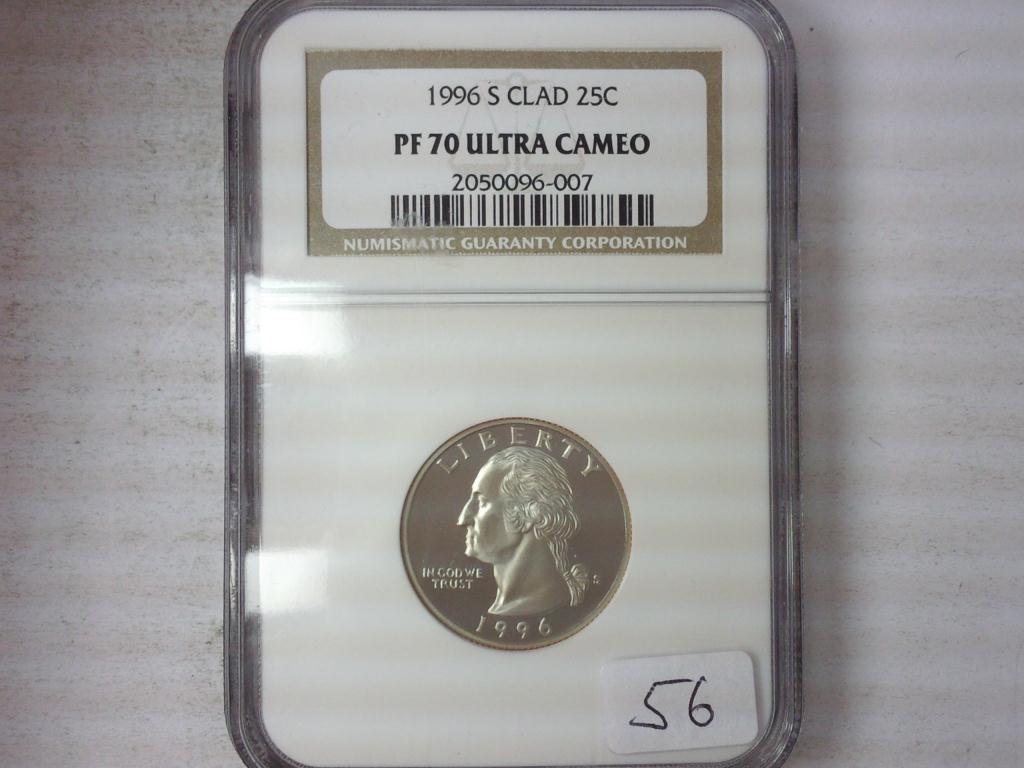 1996 S CLAD 25C
PF 70 ULTRA CAMEO
2050096-007
NUMISMATIC GUARANTY CORPORATION
LIBERTY
IN GOD WE
TRUST
S
1996
56